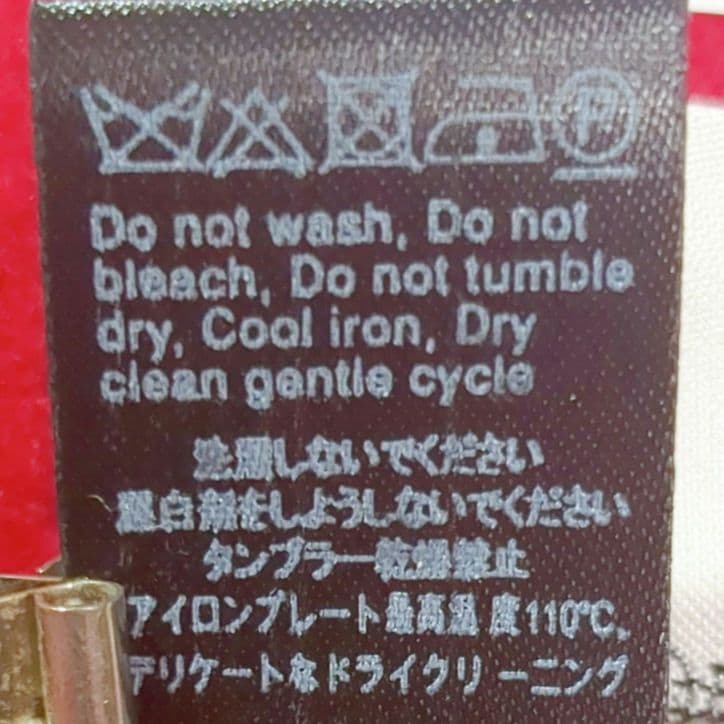 P
Do not wash, Do not
bleach, Do not tumble
dry, Cool iron, Dry
clean gentle cycle
洗濯しないでください
漂白剤をしようしないでください
タンブラー乾燥禁止
アイロンプレート最高温 度110℃,
デリケートなドライクリ ーニング